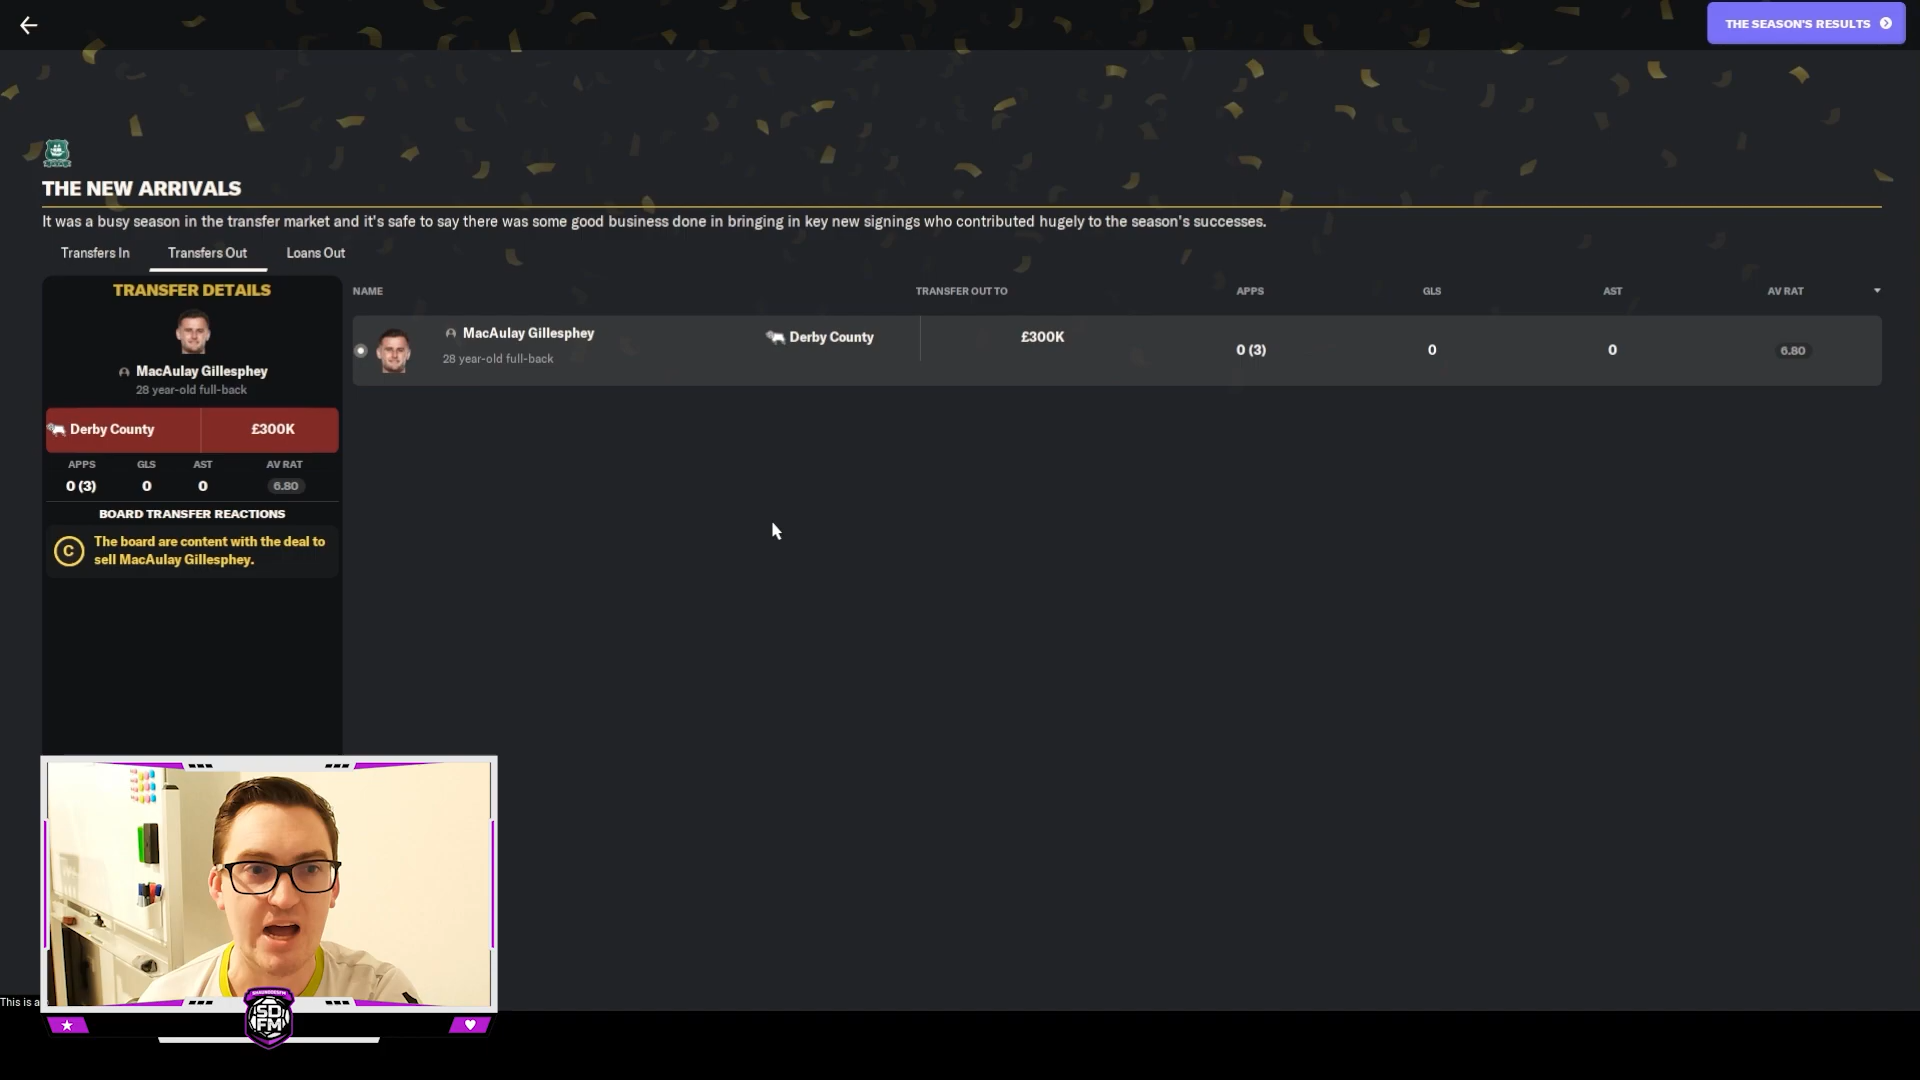 THE SEASON'S RESULTS
THE NEW ARRIVALS
It was a busy season in the transfer market and it's safe to say there was some good business done in bringing in key new signings who contributed hugely to the season's successes.
Transfers In Transfers Out Loans Out
TRANSFER DETAILS
MacAulay Gillesphey
28 year-old full-back
Derby County £300K
APPS GLS AST AV RAT
0 (3) 0 0 6.80
BOARD TRANSFER REACTIONS
C The board are content with the deal to
sell MacAulay Gillesphey.
NAME TRANSFER OUT TO APPS GLS AST AV RAT
MacAulay Gillesphey Derby County £300K 0 (3) 0 0 6.80
28 year-old full-back
This is a
SD
FM